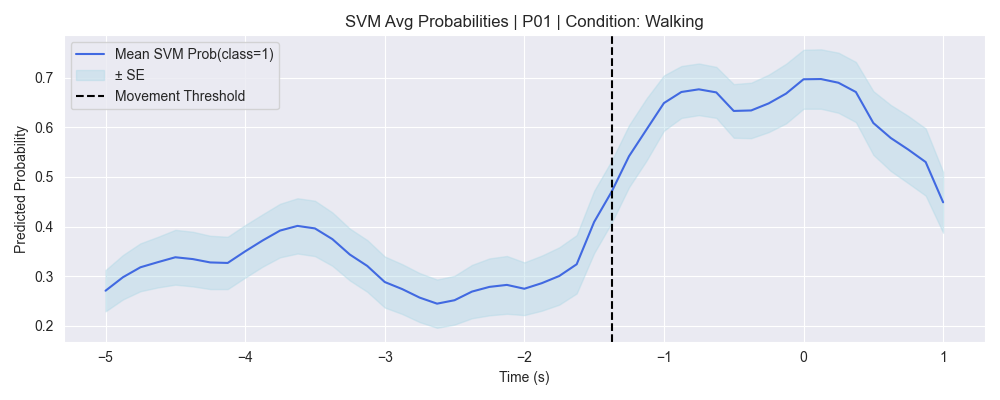 SVM Avg Probabilities | P01 | Condition: Walking
Mean SVM Prob(class=1)
± SE
Movement Threshold
Predicted Probability
0.7
0.6
0.5
0.4
0.3
0.2
−5 −4 −3 −2 −1 0 1
Time (s)